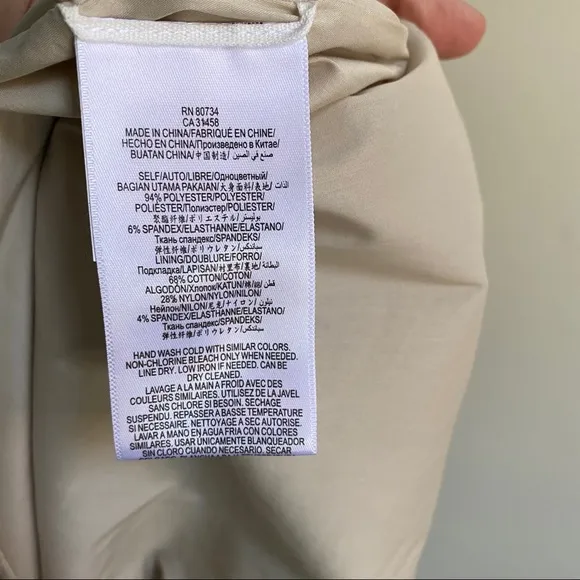 RN 80734
CA 31458
MADE IN CHINA/FABRIQUÉ EN CHINE/
HECHO EN CHINA/Произведено в Китае/
BUATAN CHINA/中国制造/ صنع في الصين
SELF/AUTO/LIBRE/Одноцветный/
BAGIAN UTAMA PAKAIAN/大身面料/表地/ الذات
94% POLYESTER/POLYESTER/
POLIÉSTER/Полиэстер/POLIESTER/
聚酯纤维/ポリエステル/ بوليستر
6% SPANDEX/ELASTHANNE/ELASTANO/
Ткань спандекс/SPANDEKS/
弹性纤维/ポリウレタン/ سباندكس
LINING/DOUBLURE/FORRO/
Подкладка/LAPISAN/村里布/裏地/ البطانة
68% COTTON/COTON/
ALGODÓN/Хлопок/KATUN/棉/綿/ قطن
28% NYLON/NYLON/NILON/
Нейлон/NILON/尼龙/ナイロン/ نيلون
4% SPANDEX/ELASTHANNE/ELASTANO/
Ткань спандекс/SPANDEKS/
弹性纤维/ポリウレタン/ سباندكس
HAND WASH COLD WITH SIMILAR COLORS.
NON-CHLORINE BLEACH ONLY WHEN NEEDED.
LINE DRY. LOW IRON IF NEEDED. CAN BE
DRY CLEANED.
LAVAGE A LA MAIN A FROID AVEC DES
COULEURS SIMILAIRES. UTILISEZ DE LA JAVEL
SANS CHLORE SI BESOIN. SECHAGE
SUSPENDU. REPASSER A BASSE TEMPERATURE
SI NECESSAIRE. NETTOYAGE A SEC AUTORISE.
LAVAR A MANO EN AGUA FRIA CON COLORES
SIMILARES. USAR UNICAMENTE BLANQUEADOR
SIN CLORO CUANDO NECESARIO. SECAR